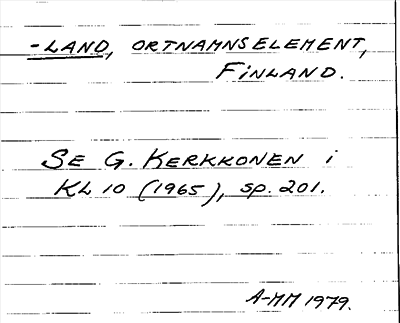 -LAND, ORTNAMNSELEMENT,
FINLAND.
SE G. KERKKONEN i
KL 10 (1965), sp. 201.
A-MM 1979.